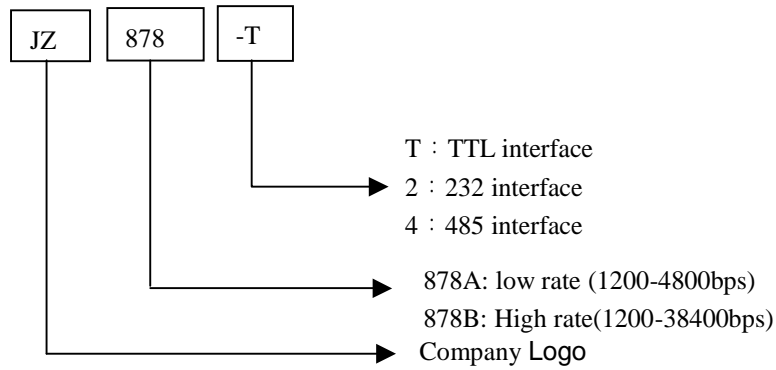 JZ 878 -T
T：TTL interface
2：232 interface
4：485 interface
878A: low rate (1200-4800bps)
878B: High rate(1200-38400bps)
Company Logo